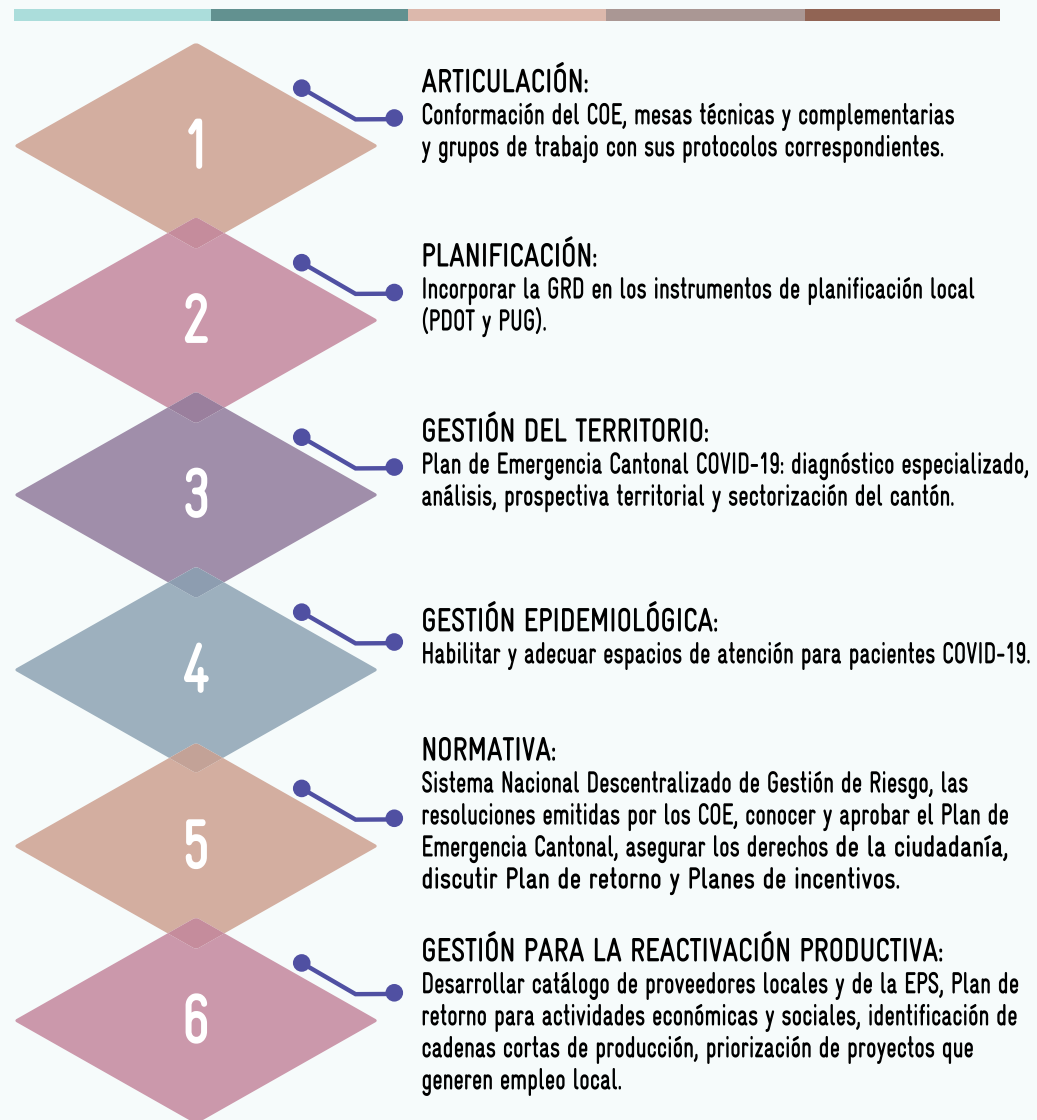 1
ARTICULACIÓN:
Conformación del COE, mesas técnicas y complementarias
y grupos de trabajo con sus protocolos correspondientes.
2
PLANIFICACIÓN:
Incorporar la GRD en los instrumentos de planificación local
(PDOT y PUG).
3
GESTIÓN DEL TERRITORIO:
Plan de Emergencia Cantonal COVID-19: diagnóstico especializado,
análisis, prospectiva territorial y sectorización del cantón.
4
GESTIÓN EPIDEMIOLÓGICA:
Habilitar y adecuar espacios de atención para pacientes COVID-19.
5
NORMATIVA:
Sistema Nacional Descentralizado de Gestión de Riesgo, las
resoluciones emitidas por los COE, conocer y aprobar el Plan de
Emergencia Cantonal, asegurar los derechos de la ciudadanía,
discutir Plan de retorno y Planes de incentivos.
6
GESTIÓN PARA LA REACTIVACIÓN PRODUCTIVA:
Desarrollar catálogo de proveedores locales y de la EPS, Plan de
retorno para actividades económicas y sociales, identificación de
cadenas cortas de producción, priorización de proyectos que
generen empleo local.